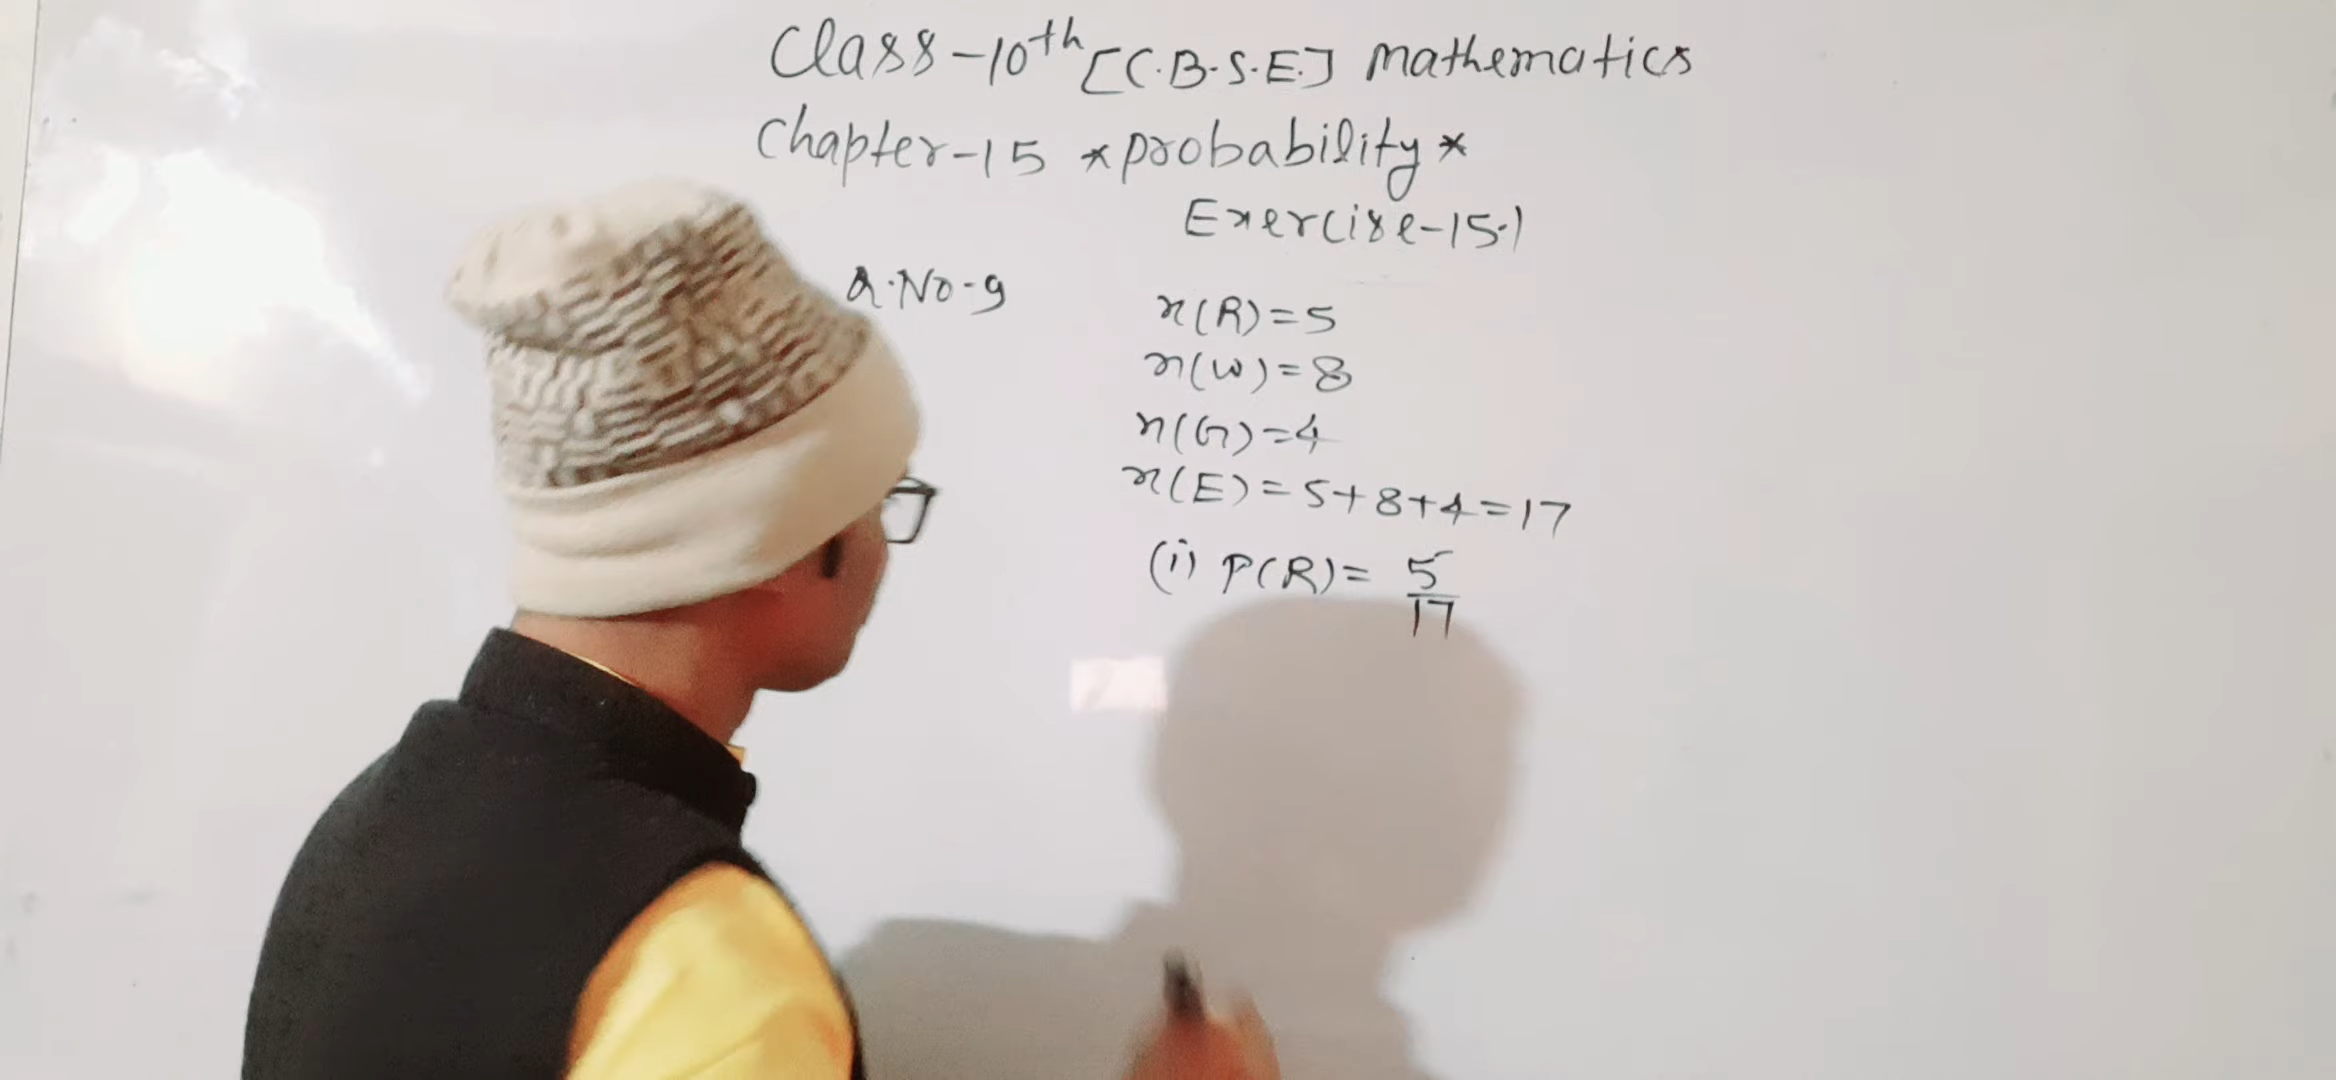 Class-10th [C.B.S.E.] mathematics
Chapter-15 *probability*
Exercise-15.1
Q.No-9
n(R)=5
n(W)=8
n(G)=4
n(E)=5+8+4=17
(i) P(R)= 5/17